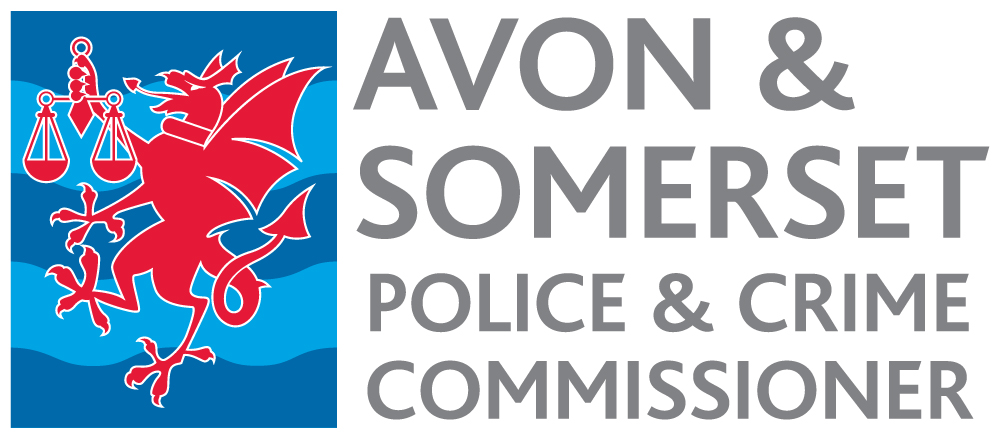 AVON &
SOMERSET
POLICE & CRIME
COMMISSIONER